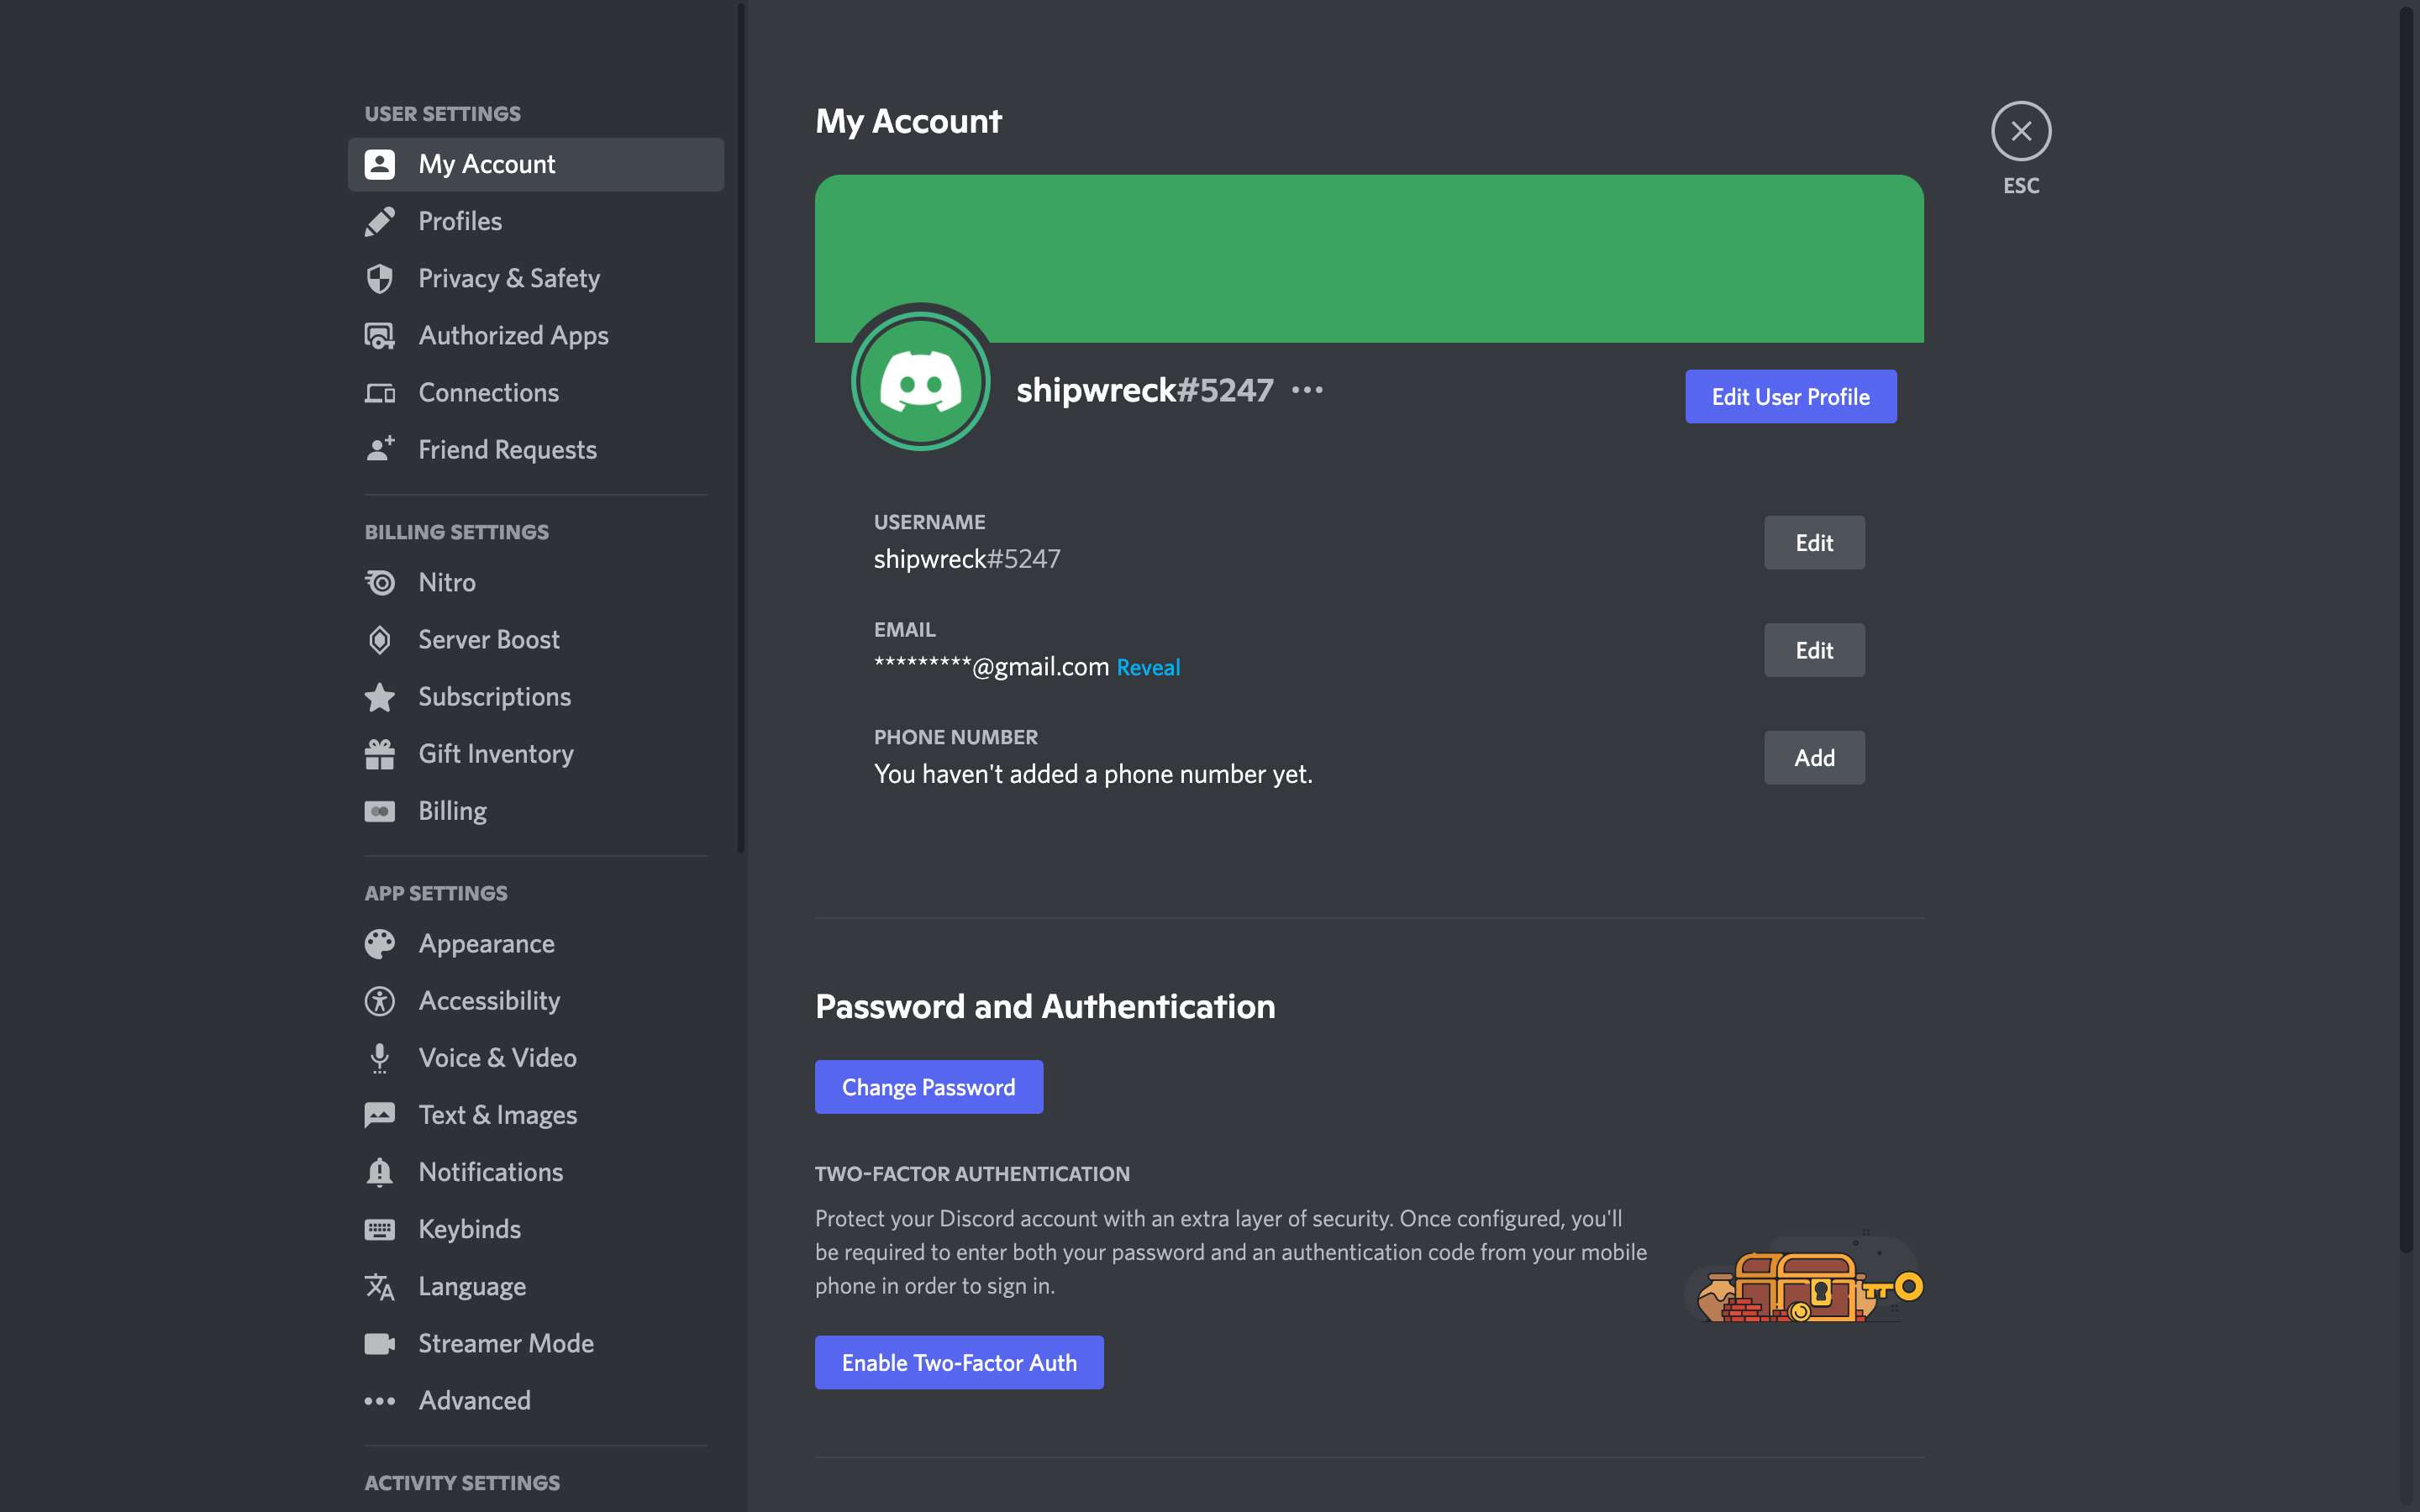 USER SETTINGS
My Account
Profiles
Privacy & Safety
Authorized Apps
Connections
Friend Requests
BILLING SETTINGS
Nitro
Server Boost
Subscriptions
Gift Inventory
Billing
APP SETTINGS
Appearance
Accessibility
Voice & Video
Text & Images
Notifications
Keybinds
Language
Streamer Mode
Advanced
ACTIVITY SETTINGS
My Account
ESC
shipwreck#5247
Edit User Profile
USERNAME
shipwreck#5247
Edit
EMAIL
*********@gmail.com Reveal
Edit
PHONE NUMBER
You haven't added a phone number yet.
Add
Password and Authentication
Change Password
TWO-FACTOR AUTHENTICATION
Protect your Discord account with an extra layer of security. Once configured, you'll
be required to enter both your password and an authentication code from your mobile
phone in order to sign in.
Enable Two-Factor Auth